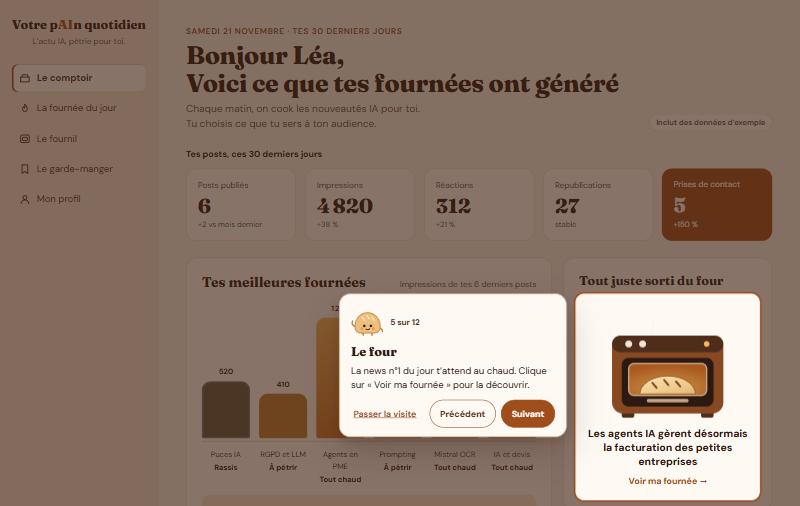 Votre pAIn quotidien
L'actu IA, pétrie pour toi.
Le comptoir
La fournée du jour
Le fournil
Le garde-manger
Mon profil
SAMEDI 21 NOVEMBRE · TES 30 DERNIERS JOURS
Bonjour Léa,
Voici ce que tes fournées ont généré
Chaque matin, on cook les nouveautés IA pour toi.
Tu choisis ce que tu sers à ton audience.
Inclut des données d'exemple
Tes posts, ces 30 derniers jours
Posts publiés
6
+2 vs mois dernier
Impressions
4 820
+38 %
Réactions
312
+21 %
Republications
27
stable
Prises de contact
5
+150 %
Tes meilleures fournées
Impressions de tes 6 derniers posts
520
410
Puces IA
Rassis
RGPD et LLM
À pétrir
Agents en
PME
Tout chaud
Prompting
À pétrir
Mistral OCR
Tout chaud
IA et devis
Tout chaud
5 sur 12
Le four
La news n°1 du jour t'attend au chaud. Clique
sur « Voir ma fournée » pour la découvrir.
Passer la visite
Précédent
Suivant
Tout juste sorti du four
Les agents IA gèrent désormais
la facturation des petites
entreprises
Voir ma fournée →